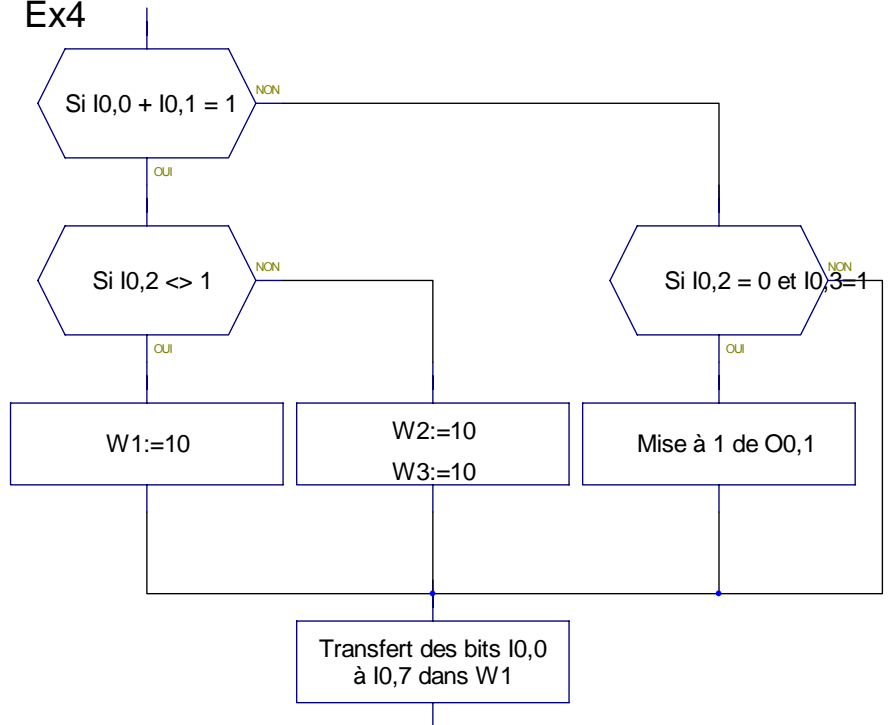 Ex4
Si I0,0 + I0,1 = 1
NON
OUI
Si I0,2 <> 1
NON
Si I0,2 = 0 et I0,3=1
NON
OUI
OUI
W1:=10
W2:=10
W3:=10
Mise à 1 de O0,1
Transfert des bits I0,0
à I0,7 dans W1